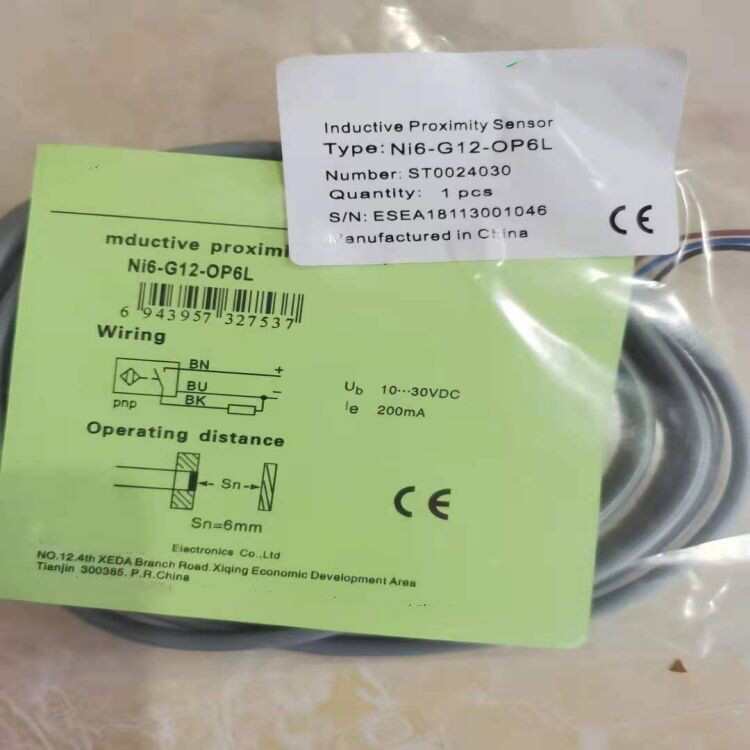 Inductive Proximity Sensor
Type: Ni6-G12-OP6L
Number: ST0024030
Quantity: 1 pcs
S/N: ESEA18113001046
Manufactured in China
CE
nductive proximi
Ni6-G12-OP6L
6 943957 327537
Wiring
BN +
BU -
BK
pnp
Ub 10···30VDC
Ie 200mA
Operating distance
Sn
Sn=6mm
CE
Electronics Co.,Ltd
NO.12.4th XEDA Branch Road.Xiqing Economic Development Area
Tianjin 300385. P.R.China